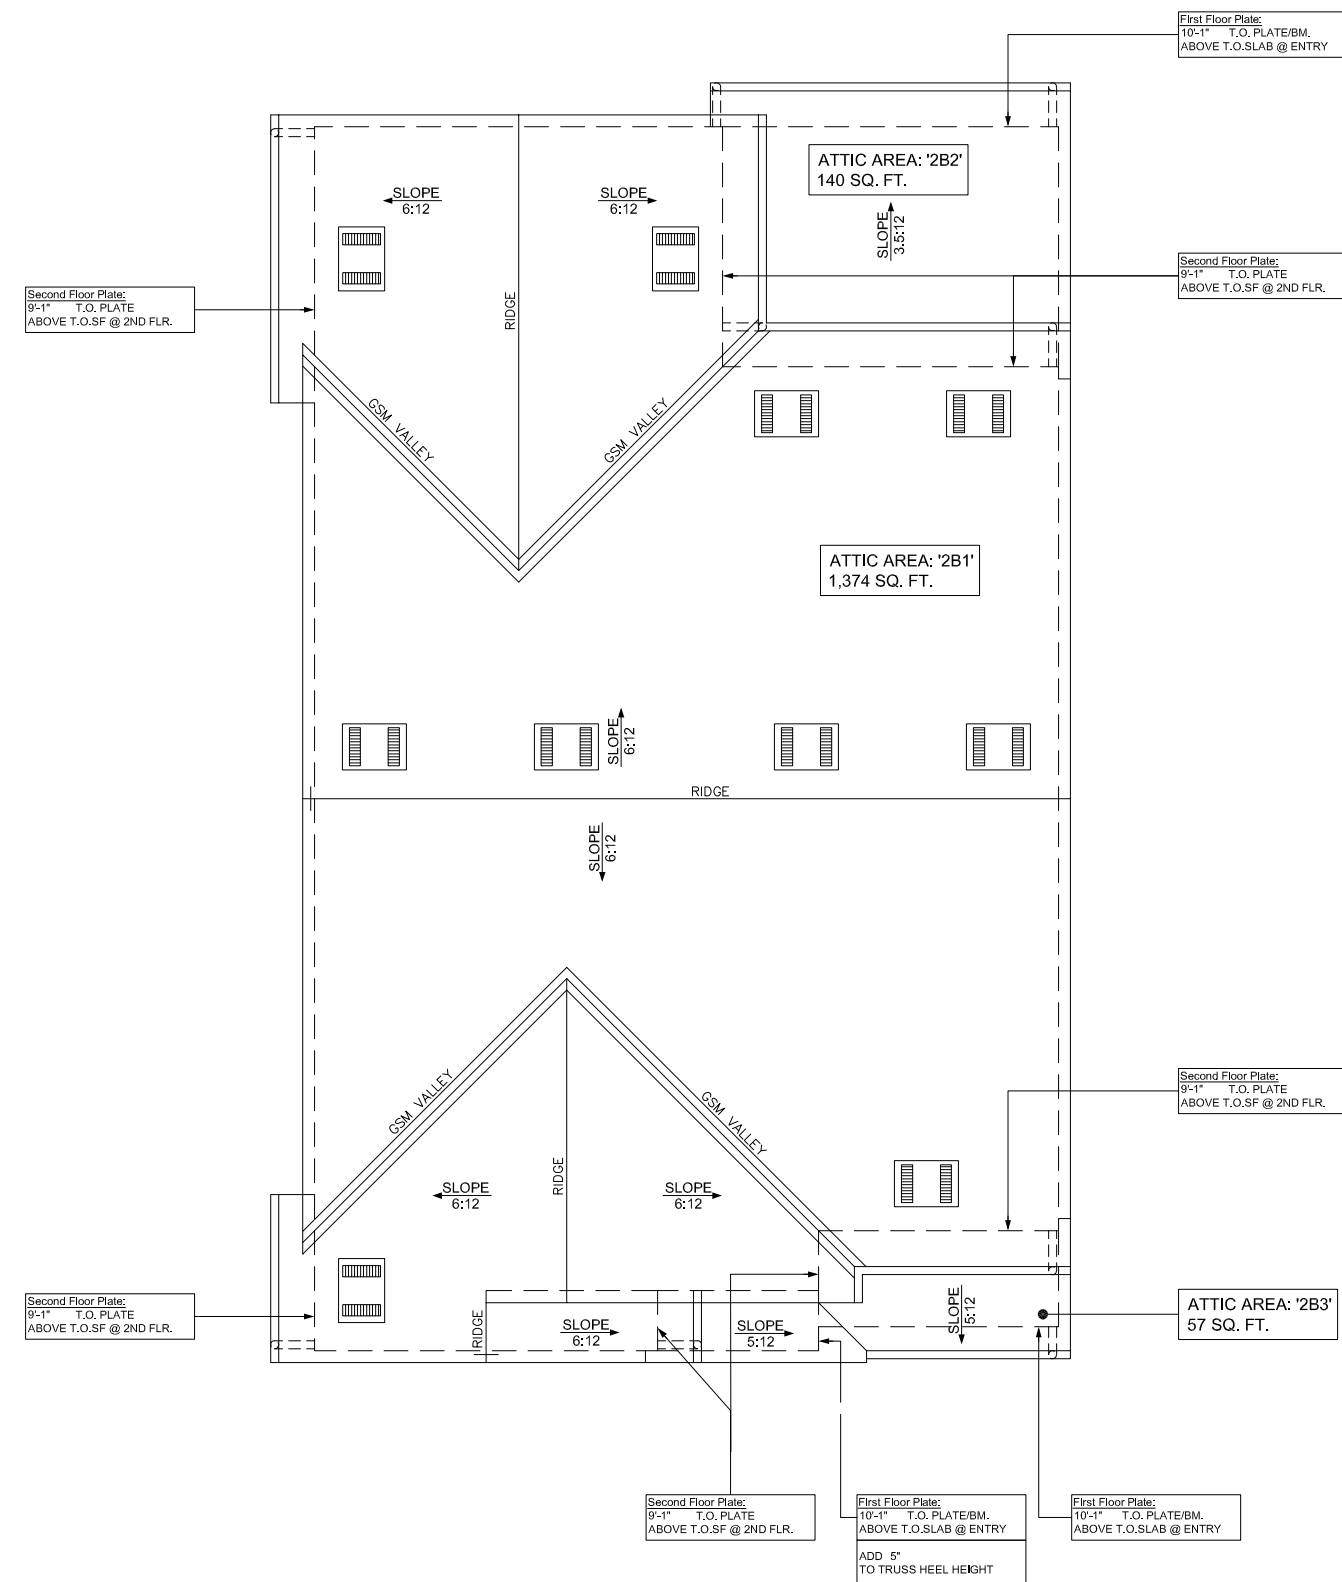 First Floor Plate:
10'-1" T.O. PLATE/BM.
ABOVE T.O.SLAB @ ENTRY
ATTIC AREA: '2B2'
140 SQ. FT.
SLOPE
6:12
SLOPE
6:12
SLOPE
3.5:12
Second Floor Plate:
9'-1" T.O. PLATE
ABOVE T.O.SF @ 2ND FLR.
Second Floor Plate:
9'-1" T.O. PLATE
ABOVE T.O.SF @ 2ND FLR.
RIDGE
GSM VALLEY
GSM VALLEY
ATTIC AREA: '2B1'
1,374 SQ. FT.
SLOPE
6:12
RIDGE
SLOPE
6:12
Second Floor Plate:
9'-1" T.O. PLATE
ABOVE T.O.SF @ 2ND FLR.
GSM VALLEY
GSM VALLEY
RIDGE
SLOPE
6:12
SLOPE
6:12
Second Floor Plate:
9'-1" T.O. PLATE
ABOVE T.O.SF @ 2ND FLR.
RIDGE
SLOPE
6:12
SLOPE
5:12
SLOPE
5:12
ATTIC AREA: '2B3'
57 SQ. FT.
Second Floor Plate:
9'-1" T.O. PLATE
ABOVE T.O.SF @ 2ND FLR.
First Floor Plate:
10'-1" T.O. PLATE/BM.
ABOVE T.O.SLAB @ ENTRY
ADD 5"
TO TRUSS HEEL HEIGHT
First Floor Plate:
10'-1" T.O. PLATE/BM.
ABOVE T.O.SLAB @ ENTRY